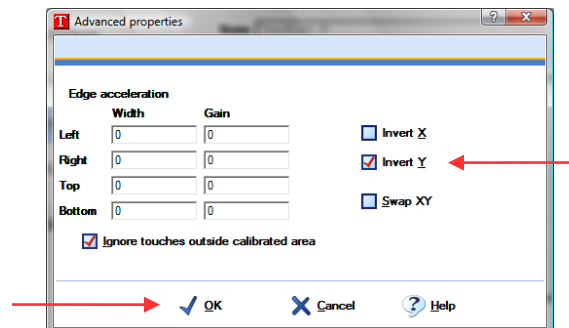 T Advanced properties ? X
Edge acceleration
Width Gain
Left 0 0
Right 0 0
Top 0 0
Bottom 0 0
Ignore touches outside calibrated area
Invert X
Invert Y
Swap XY
OK Cancel ? Help